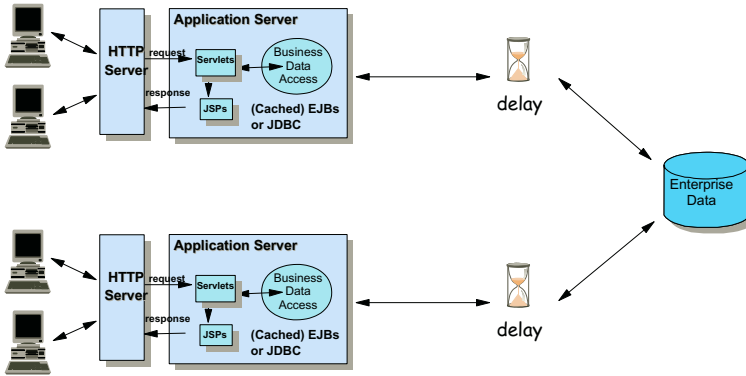 Application Server
HTTP
Server
request
Servlets
Business
Data
Access
response
JSPs
(Cached) EJBs
or JDBC
delay
Enterprise
Data
Application Server
HTTP
Server
request
Servlets
Business
Data
Access
response
JSPs
(Cached) EJBs
or JDBC
delay